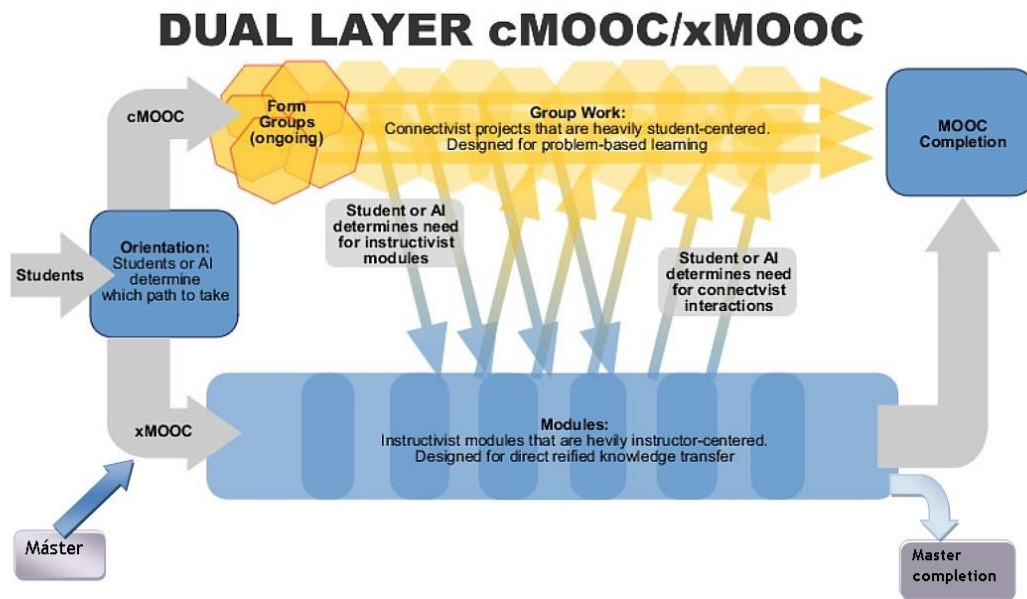 DUAL LAYER cMOOC/xMOOC
cMOOC
Form
Groups
(ongoing)
Group Work:
Connectivist projects that are heavily student-centered.
Designed for problem-based learning
MOOC
Completion
Student or AI
determines need
for instructivist
modules
Student or AI
determines need
for connectvist
interactions
Students
Orientation:
Students or AI
determine
which path to take
xMOOC
Modules:
Instructivist modules that are hevily instructor-centered.
Designed for direct reified knowledge transfer
Máster
Master
completion